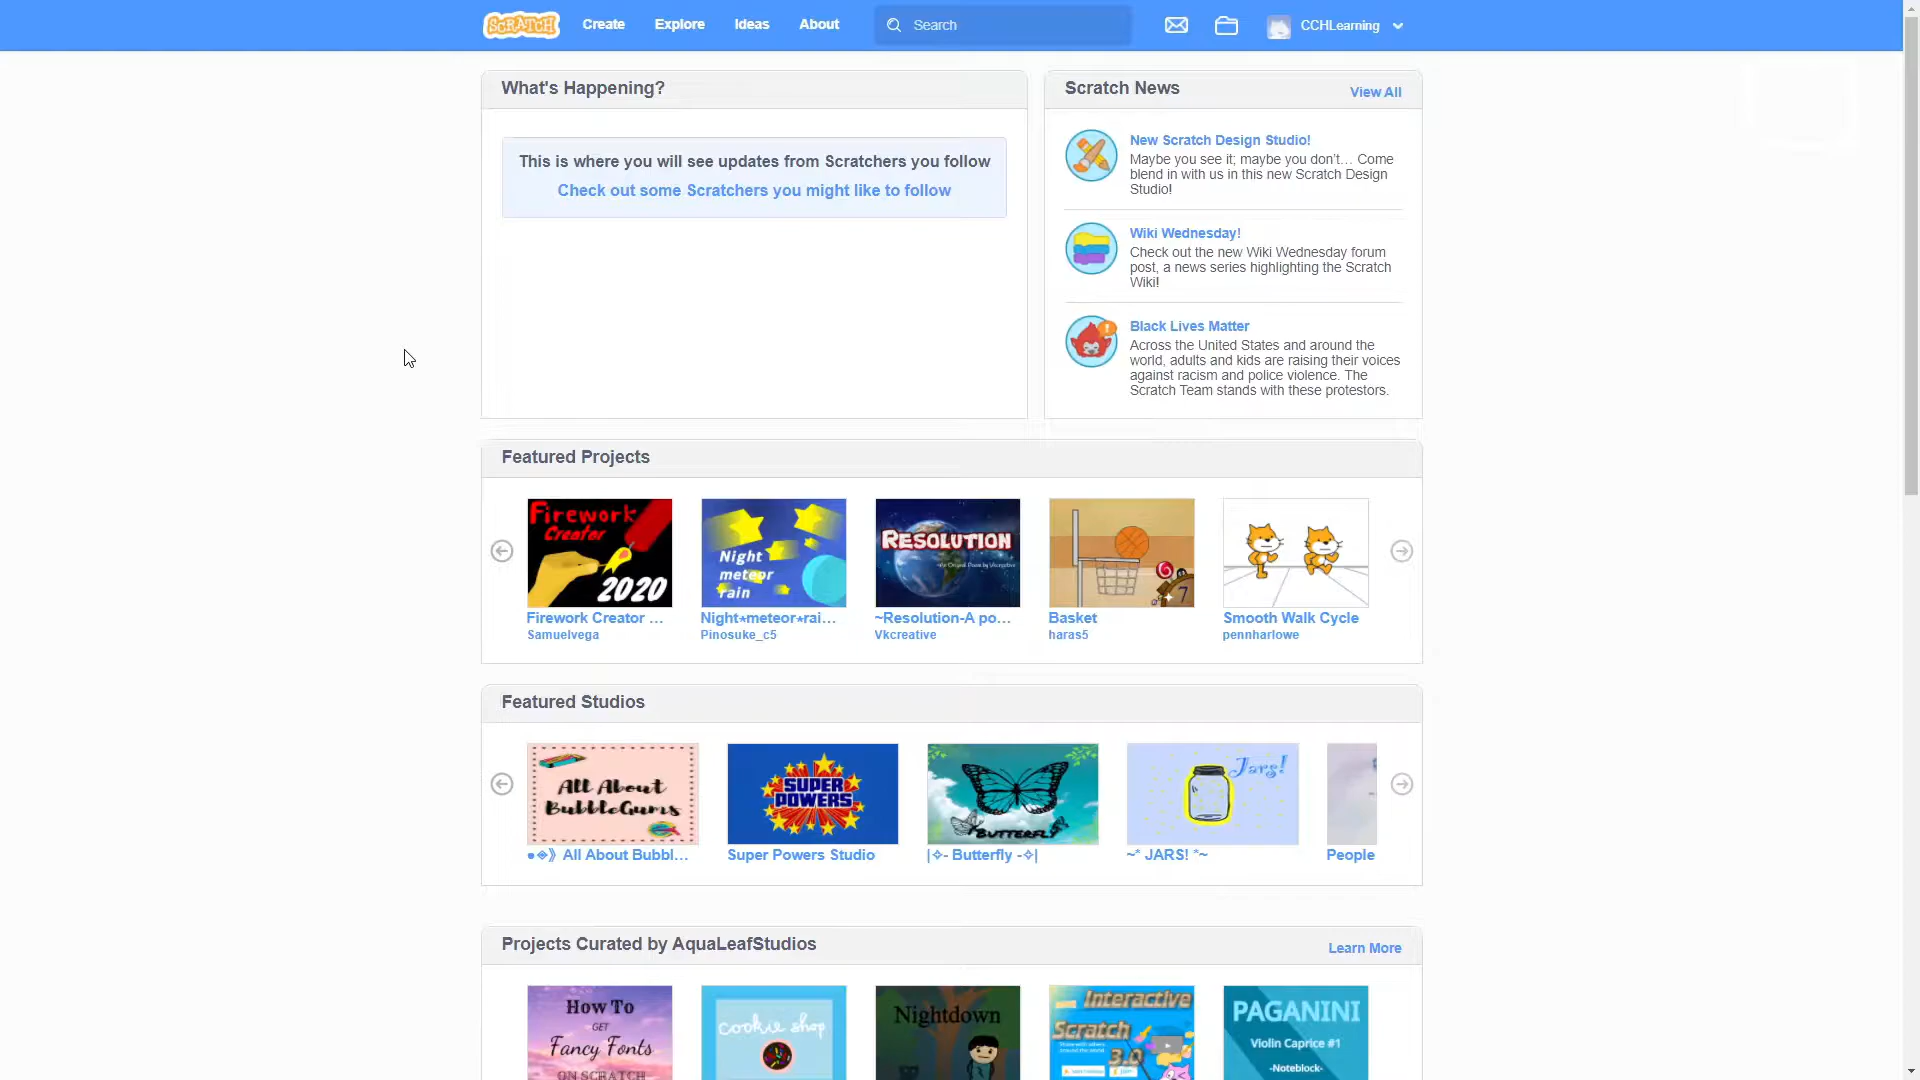 SCRATCH Create Explore Ideas About Search CCHLearning
What's Happening?
This is where you will see updates from Scratchers you follow
Check out some Scratchers you might like to follow
Scratch News View All
New Scratch Design Studio!
Maybe you see it; maybe you don't… Come
blend in with us in this new Scratch Design
Studio!
Wiki Wednesday!
Check out the new Wiki Wednesday forum
post, a news series highlighting the Scratch
Wiki!
Black Lives Matter
Across the United States and around the
world, adults and kids are raising their voices
against racism and police violence. The
Scratch Team stands with these protestors.
Featured Projects
Firework
Creator
2020
Firework Creator ...
Samuelvega
Night
meteor
rain
Night⋆meteor⋆rai...
Pinosuke_c5
RESOLUTION
~Resolution-A po...
Vkcreative
7
Basket
haras5
Smooth Walk Cycle
pennharlowe
Featured Studios
All About
BubbleGums
●◈》All About Bubbl...
SUPER
POWERS
Super Powers Studio
BUTTERFLY
|✧- Butterfly -✧|
Jars!
~* JARS! *~
People
Projects Curated by AquaLeafStudios Learn More
How To
GET
Fancy Fonts
ON SCRATCH
cookie shop
Nightdown
Interactive
Scratch
3.0
PAGANINI
Violin Caprice #1
-Noteblock-